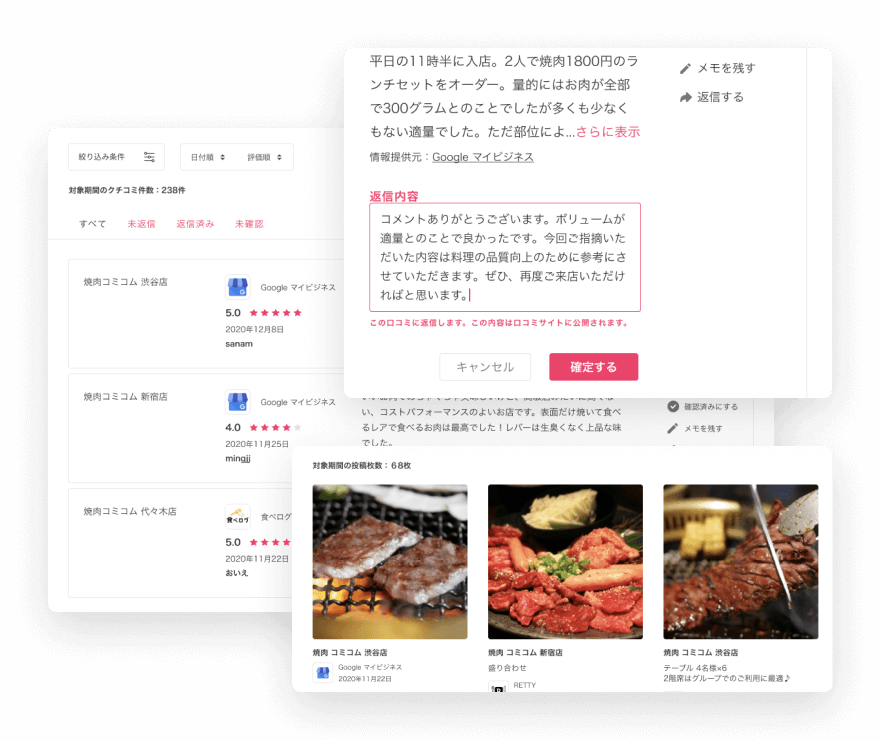 平日の11時半に入店。2人で焼肉1800円のラ
ンチセットをオーダー。量的にはお肉が全部
で300グラムとのことでしたが多くも少なく
もない適量でした。ただ部位によ...さらに表示
情報提供元：Google マイビジネス
メモを残す
返信する
返信内容
コメントありがとうございます。ボリュームが
適量とのことで良かったです。今回ご指摘いた
だいた内容は料理の品質向上のために参考にさ
せていただきます。ぜひ、再度ご来店いただけ
ればと思います。
この口コミに返信します。この内容は口コミサイトに公開されます。
キャンセル
確定する
絞り込み条件
日付順
評価順
対象期間のクチコミ件数：238件
すべて
未返信
返信済み
未確認
焼肉コミコム 渋谷店
Google マイビジネス
5.0
2020年12月8日
sanam
焼肉コミコム 新宿店
Google マイビジネス
4.0
2020年11月25日
mingjj
い、コストパフォーマンスのよいお店です。表面だけ焼いて食べ
るレアで食べるお肉は最高でした！レバーは生臭くなく上品な味
でした。
確認済みにする
メモを残す
焼肉コミコム 代々木店
食べログ
食べログ
5.0
2020年11月22日
おいえ
対象期間の投稿枚数：68枚
焼肉 コミコム 渋谷店
Google マイビジネス
2020年11月22日
焼肉 コミコム 新宿店
盛り合わせ
RETTY
焼肉 コミコム 渋谷店
テーブル 4名様×6
2階席はグループでのご利用に最適♪